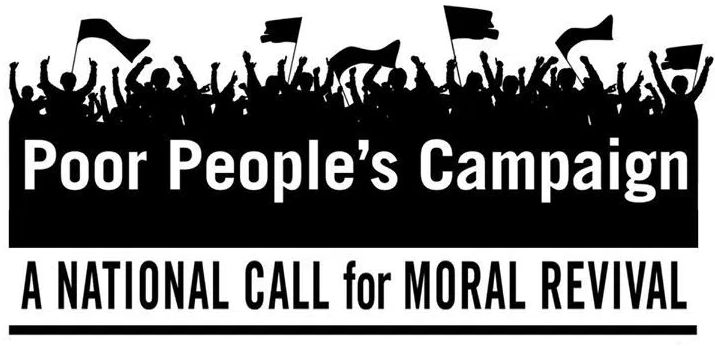 Poor People's Campaign
A NATIONAL CALL for MORAL REVIVAL